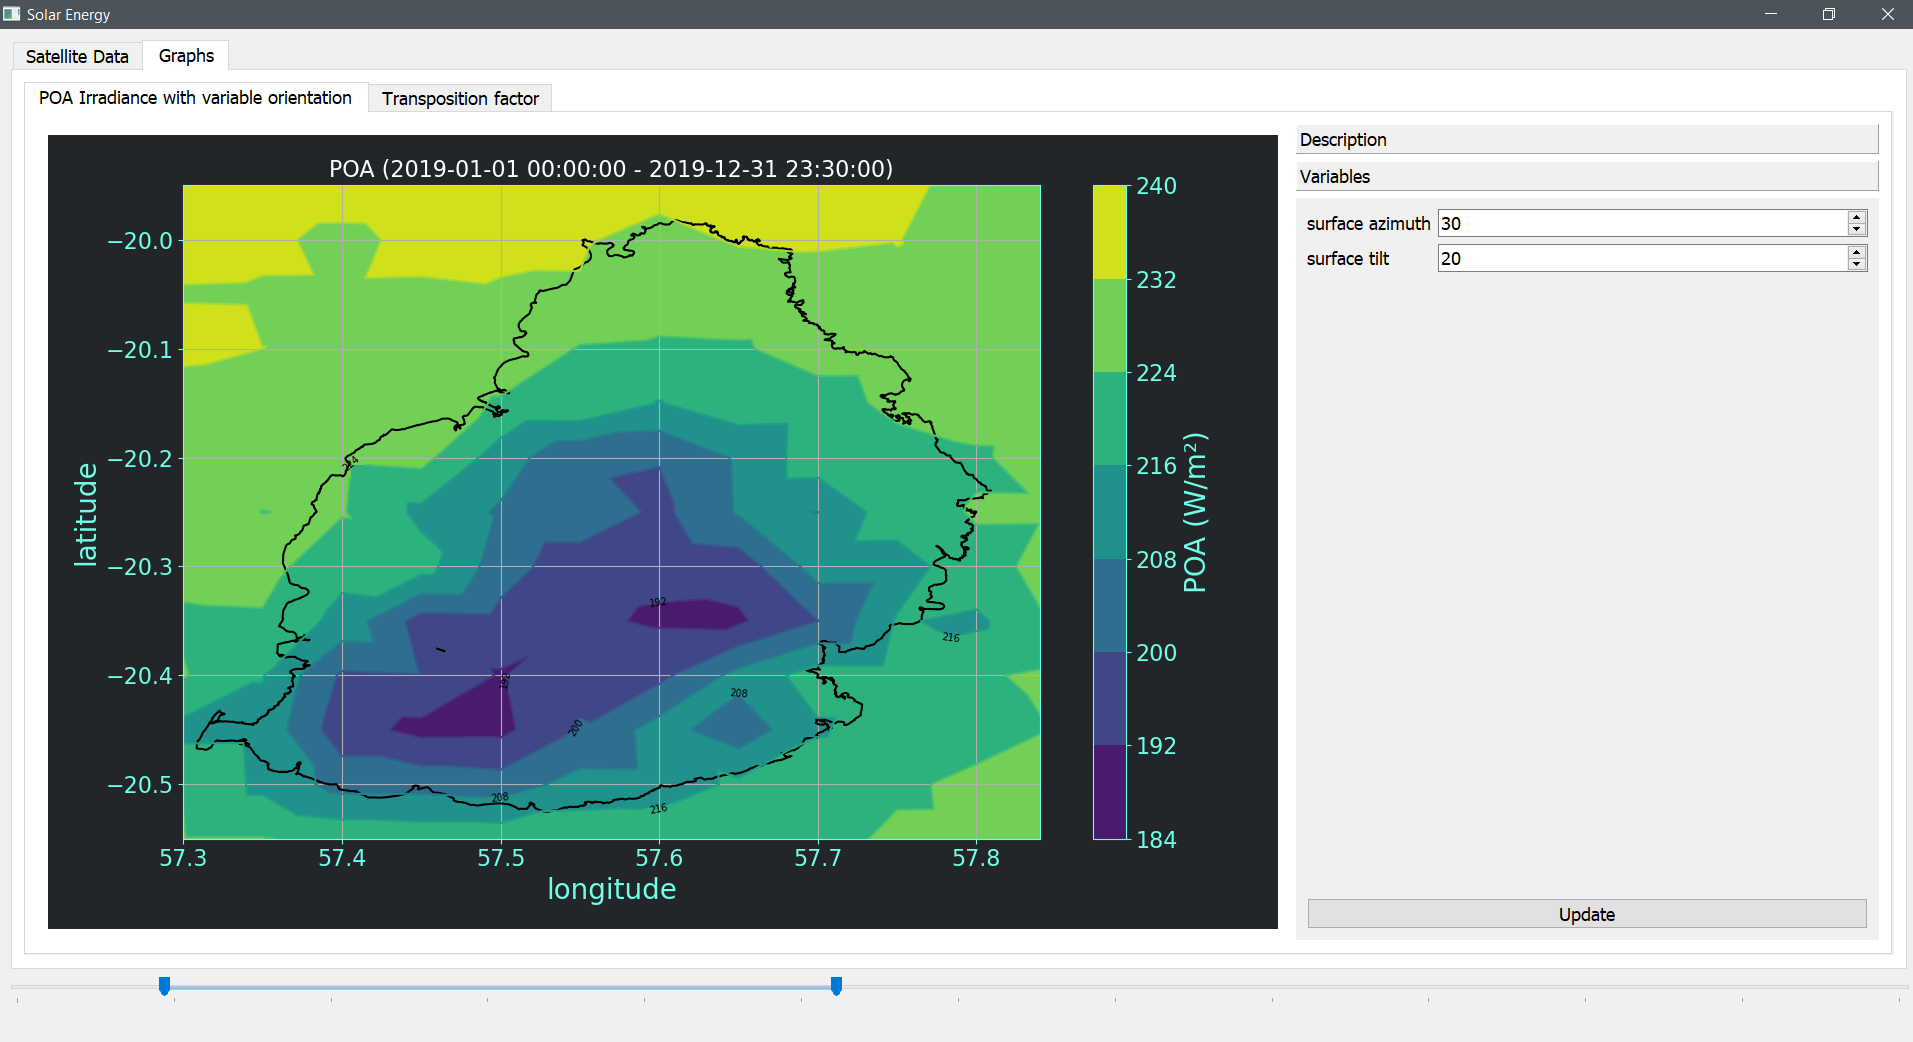 Solar Energy
Satellite Data
Graphs
POA Irradiance with variable orientation
Transposition factor
POA (2019-01-01 00:00:00 - 2019-12-31 23:30:00)
Description
Variables
surface azimuth 30
surface tilt 20
latitude
−20.0
−20.1
−20.2
−20.3
−20.4
−20.5
224
192
216
192
208
200
208
216
57.3
57.4
57.5
57.6
57.7
57.8
longitude
240
232
224
216
208
200
192
184
POA (W/m²)
Update